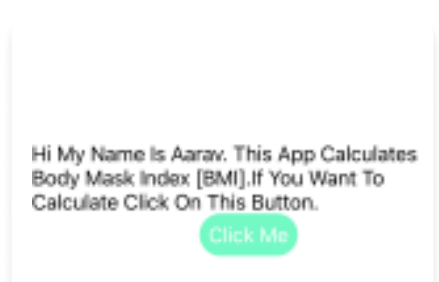 Hi My Name Is Aarav. This App Calculates
Body Mask Index [BMI].If You Want To
Calculate Click On This Button.
Click Me